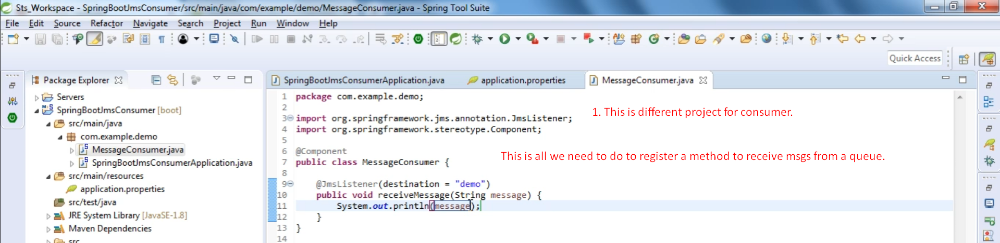 Sts_Workspace - SpringBootJmsConsumer/src/main/java/com/example/demo/MessageConsumer.java - Spring Tool Suite
File Edit Source Refactor Navigate Search Project Run Window Help
Quick Access
Package Explorer
SpringBootJmsConsumerApplication.java application.properties MessageConsumer.java
Servers
SpringBootJmsConsumer [boot]
src/main/java
com.example.demo
MessageConsumer.java
SpringBootJmsConsumerApplication.java
src/main/resources
application.properties
src/test/java
JRE System Library [JavaSE-1.8]
Maven Dependencies
src
1 package com.example.demo;
2
1. This is different project for consumer.
3 import org.springframework.jms.annotation.JmsListener;
4 import org.springframework.stereotype.Component;
5
6 @Component
This is all we need to do to register a method to receive msgs from a queue.
7 public class MessageConsumer {
8
9 @JmsListener(destination = "demo")
10 public void receiveMessage(String message) {
11 System.out.println(message);
12 }
13 }
14